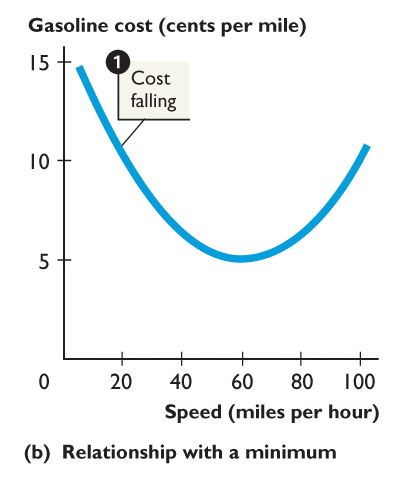 Gasoline cost (cents per mile)
15
1
Cost
falling
10
5
0
20
40
60
80
100
Speed (miles per hour)
(b) Relationship with a minimum